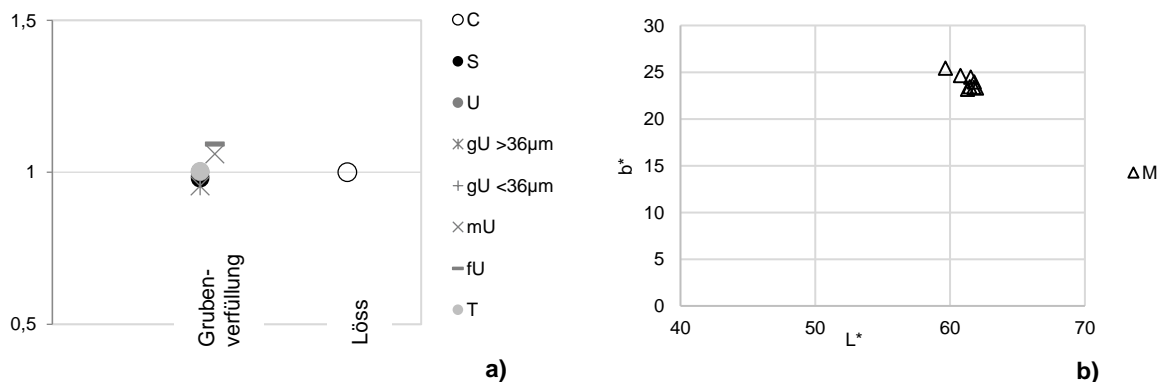 1,5
1
0,5
Gruben-
verfüllung
Löss
C
S
U
gU >36µm
gU <36µm
mU
fU
T
a)
30
25
20
15
10
5
0
b*
40
50
60
70
L*
M
b)